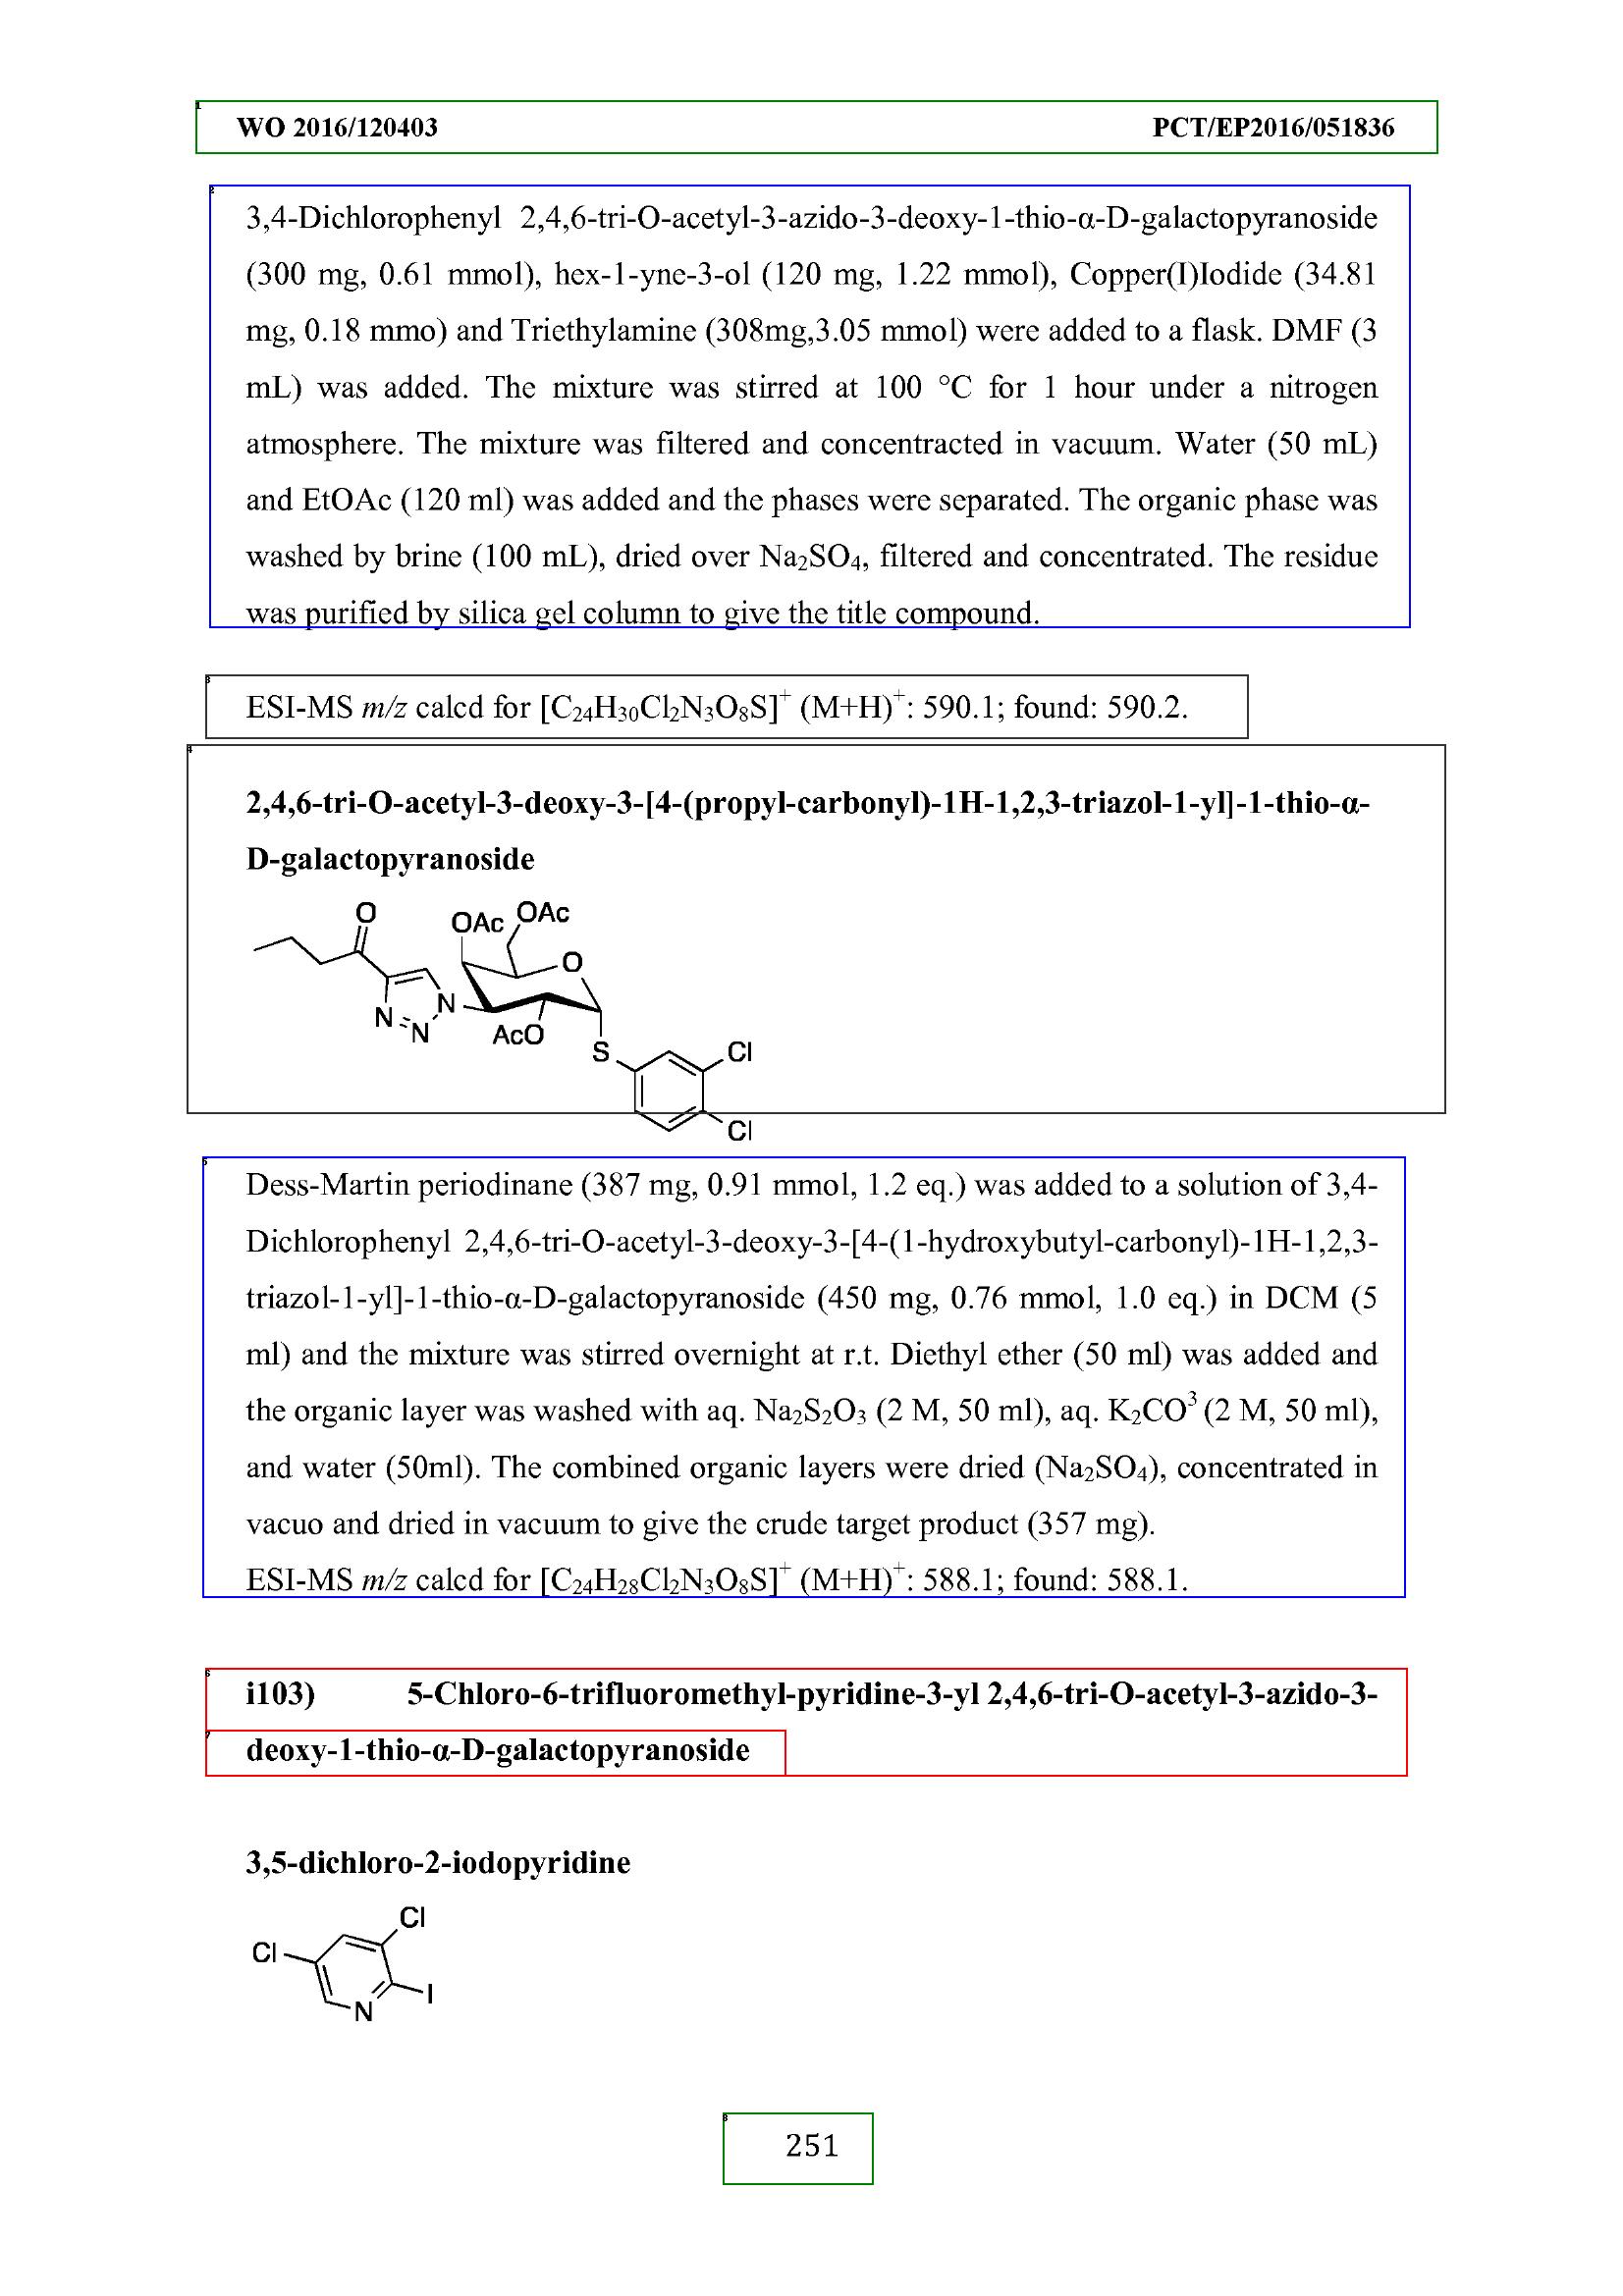 WO 2016/120403 PCT/EP2016/051836
3,4-Dichlorophenyl 2,4,6-tri-O-acetyl-3-azido-3-deoxy-1-thio-α-D-galactopyranoside
(300 mg, 0.61 mmol), hex-1-yne-3-ol (120 mg, 1.22 mmol), Copper(I)Iodide (34.81
mg, 0.18 mmo) and Triethylamine (308mg,3.05 mmol) were added to a flask. DMF (3
mL) was added. The mixture was stirred at 100 °C for 1 hour under a nitrogen
atmosphere. The mixture was filtered and concentracted in vacuum. Water (50 mL)
and EtOAc (120 ml) was added and the phases were separated. The organic phase was
washed by brine (100 mL), dried over Na₂SO₄, filtered and concentrated. The residue
was purified by silica gel column to give the title compound.
ESI-MS m/z calcd for [C₂₄H₃₀Cl₂N₃O₈S]⁺ (M+H)⁺: 590.1; found: 590.2.
2,4,6-tri-O-acetyl-3-deoxy-3-[4-(propyl-carbonyl)-1H-1,2,3-triazol-1-yl]-1-thio-α-
D-galactopyranoside
O
OAc OAc
O
N
N N
AcO
S
Cl
Cl
Dess-Martin periodinane (387 mg, 0.91 mmol, 1.2 eq.) was added to a solution of 3,4-
Dichlorophenyl 2,4,6-tri-O-acetyl-3-deoxy-3-[4-(1-hydroxybutyl-carbonyl)-1H-1,2,3-
triazol-1-yl]-1-thio-α-D-galactopyranoside (450 mg, 0.76 mmol, 1.0 eq.) in DCM (5
ml) and the mixture was stirred overnight at r.t. Diethyl ether (50 ml) was added and
the organic layer was washed with aq. Na₂S₂O₃ (2 M, 50 ml), aq. K₂CO³ (2 M, 50 ml),
and water (50ml). The combined organic layers were dried (Na₂SO₄), concentrated in
vacuo and dried in vacuum to give the crude target product (357 mg).
ESI-MS m/z calcd for [C₂₄H₂₈Cl₂N₃O₈S]⁺ (M+H)⁺: 588.1; found: 588.1.
i103) 5-Chloro-6-trifluoromethyl-pyridine-3-yl 2,4,6-tri-O-acetyl-3-azido-3-
deoxy-1-thio-α-D-galactopyranoside
3,5-dichloro-2-iodopyridine
Cl
Cl
I
N
251